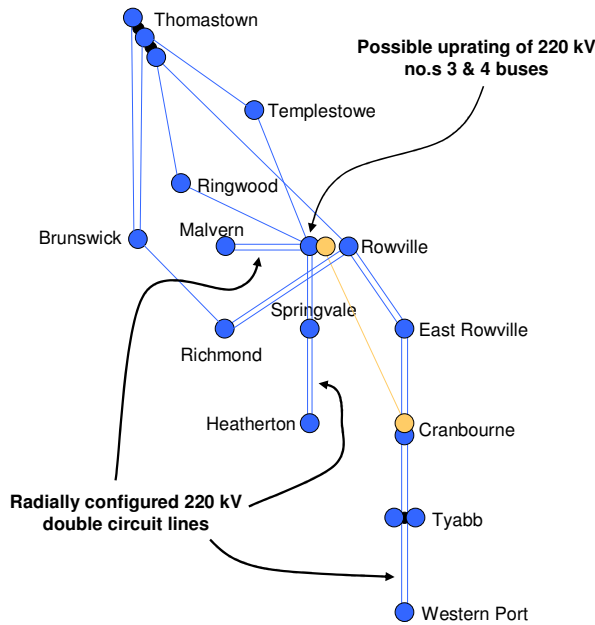 Thomastown
Possible uprating of 220 kV
no.s 3 & 4 buses
Templestowe
Ringwood
Malvern
Brunswick
Rowville
Springvale
East Rowville
Richmond
Heatherton
Cranbourne
Radially configured 220 kV
double circuit lines
Tyabb
Western Port